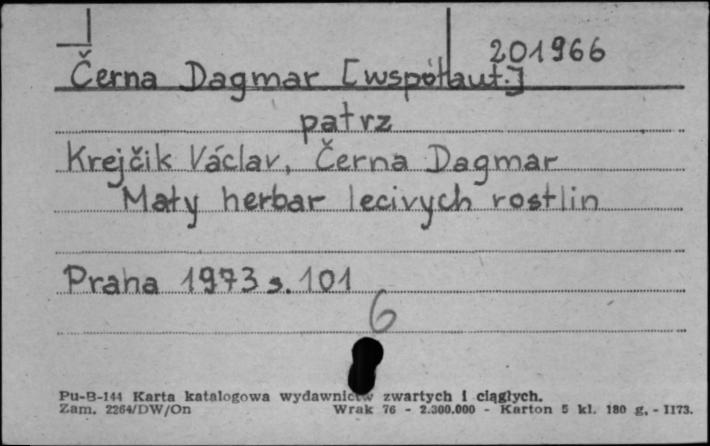 201966
Černa Dagmar [współaut.]
patrz
Krejčik Václav, Černa Dagmar
Mały herbar lecivych rostlin
Praha 1973 s. 101
6
Pu-B-144 Karta katalogowa wydawnictw zwartych i ciągłych.
Zam. 2264/DW/On Wrak 76 - 2.300.000 - Karton 5 kl. 180 g. - II73.